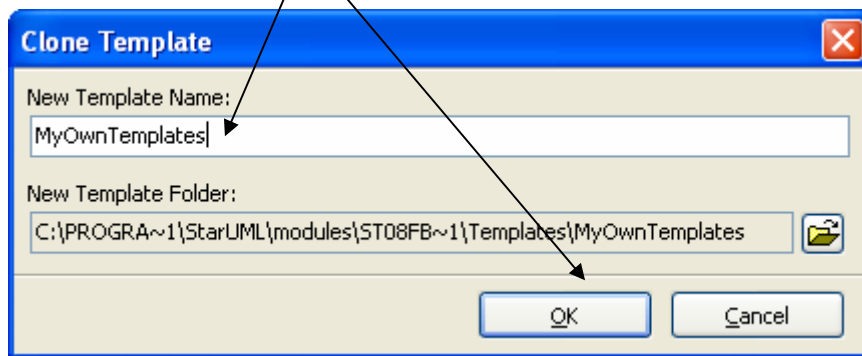 Clone Template
New Template Name:
MyOwnTemplates
New Template Folder:
C:\PROGRA~1\StarUML\modules\ST08FB~1\Templates\MyOwnTemplates
OK Cancel